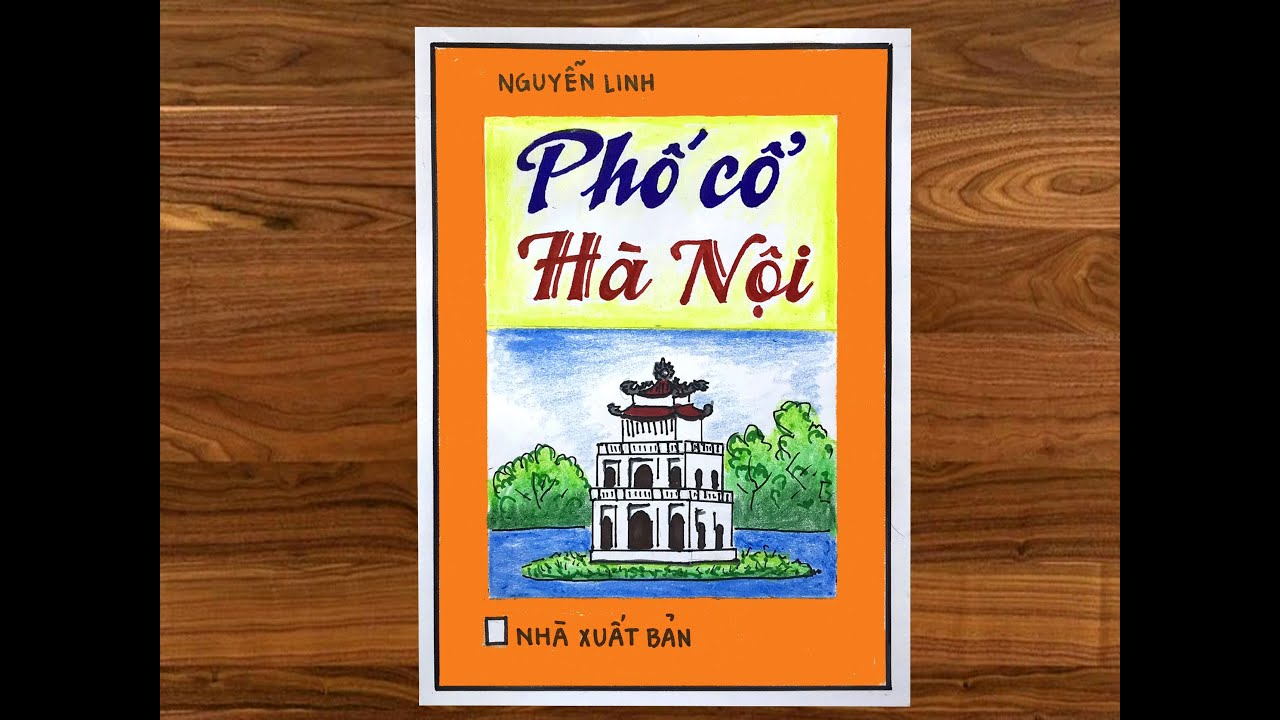 NGUYỄN LINH
Phố cổ
Hà Nội
NHÀ XUẤT BẢN